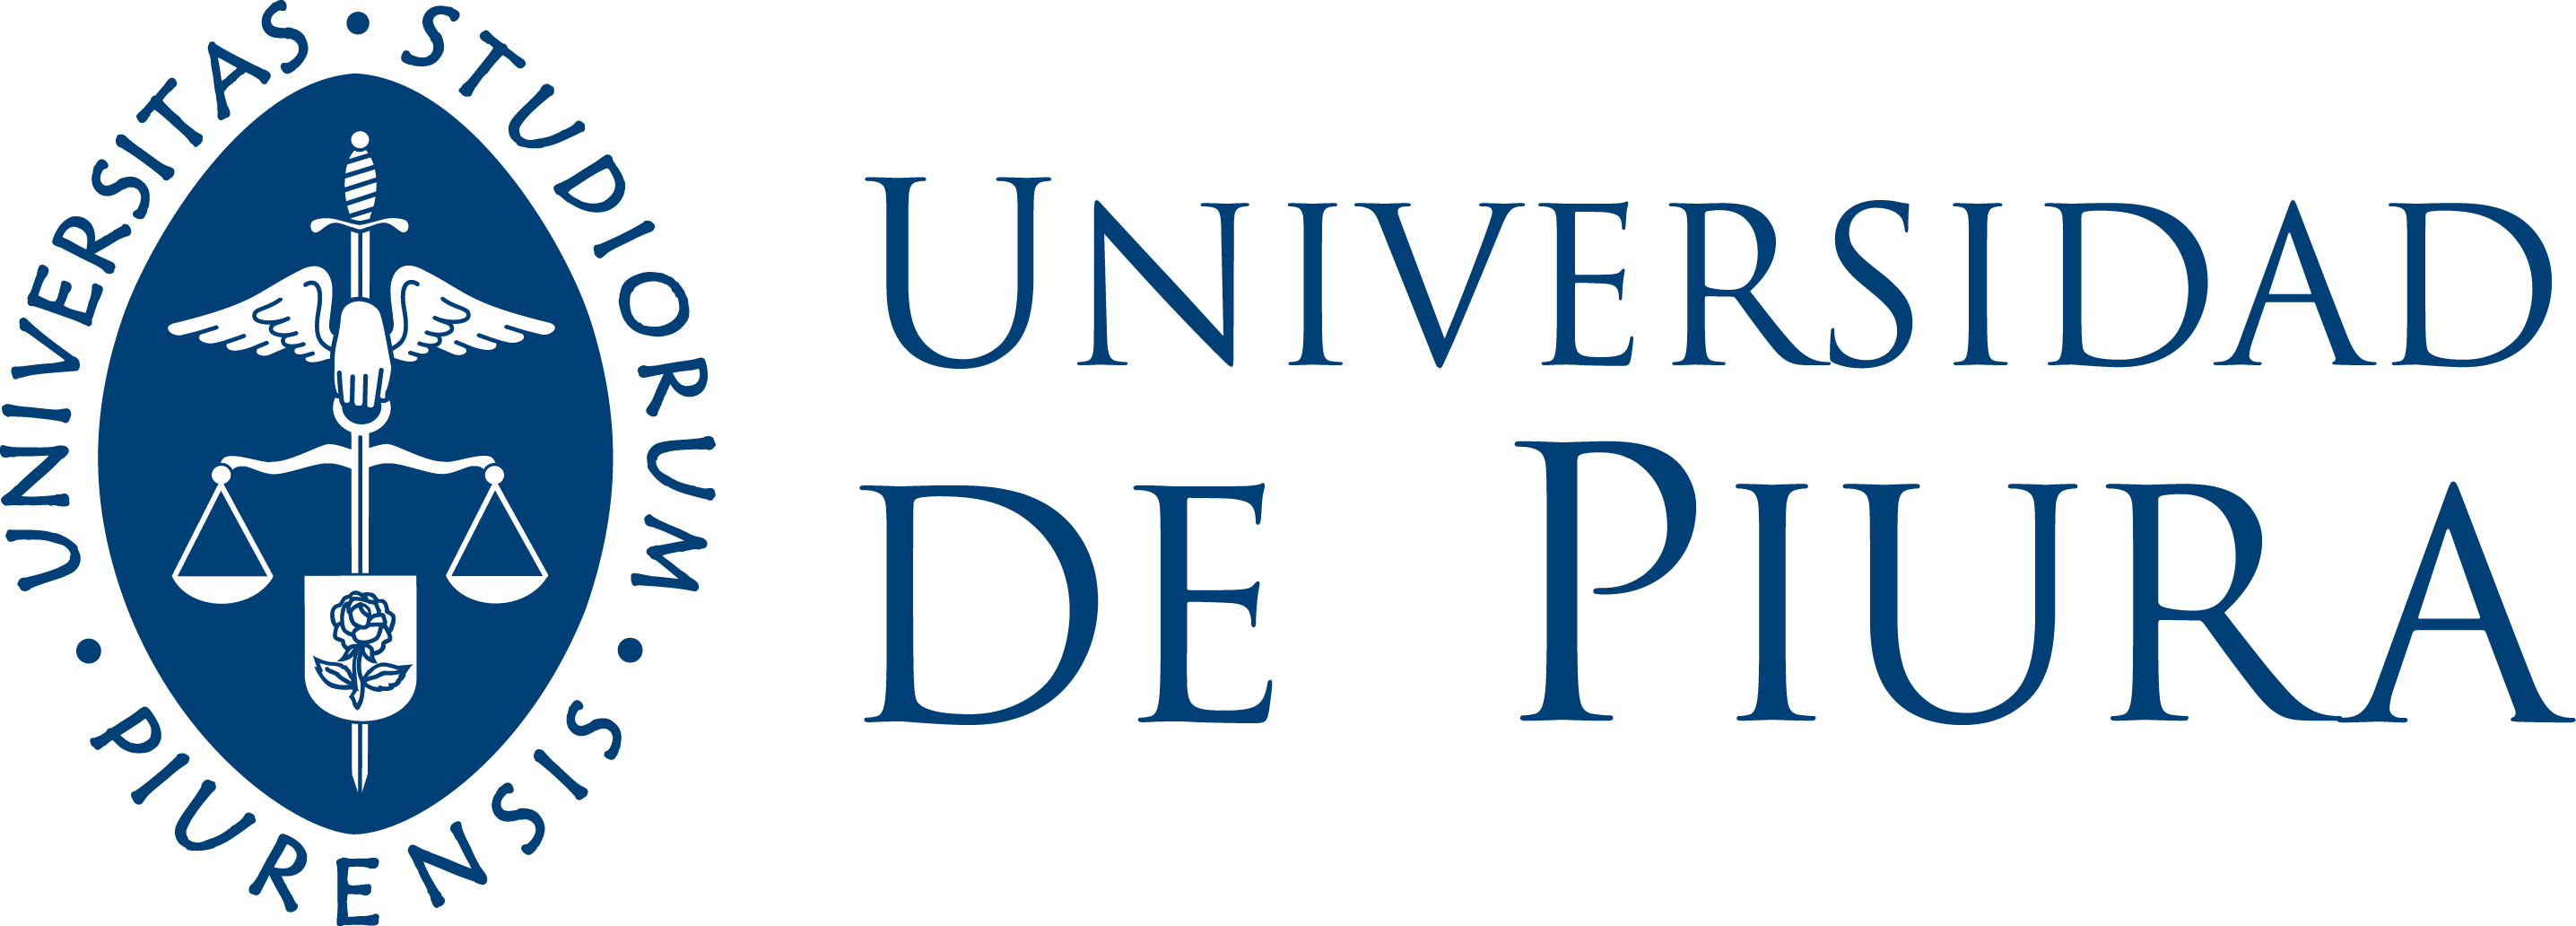 UNIVERSITAS · STUDIORUM · PIURENSIS ·
UNIVERSIDAD
DE PIURA